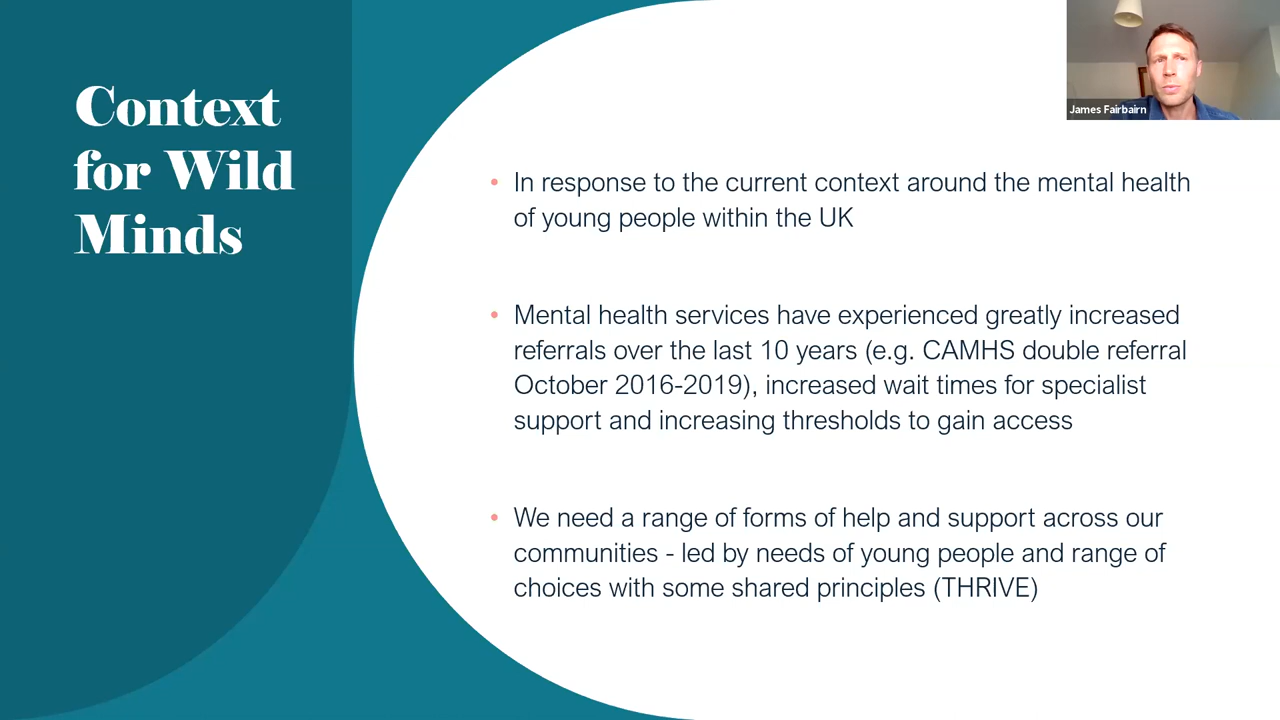 Context
for Wild
Minds
James Fairbairn
• In response to the current context around the mental health
of young people within the UK
• Mental health services have experienced greatly increased
referrals over the last 10 years (e.g. CAMHS double referral
October 2016-2019), increased wait times for specialist
support and increasing thresholds to gain access
• We need a range of forms of help and support across our
communities - led by needs of young people and range of
choices with some shared principles (THRIVE)